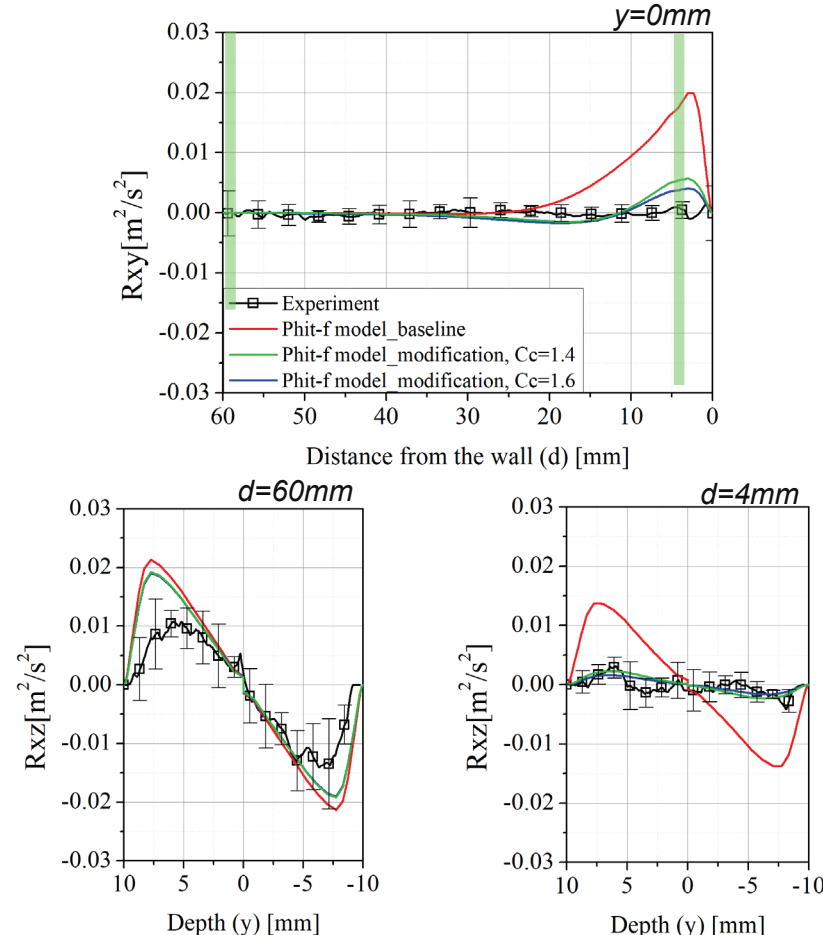 y=0mm
0.03
0.02
0.01
0.00
-0.01
-0.02
-0.03
Rxy[m²/s²]
Experiment
Phit-f model_baseline
Phit-f model_modification, Cc=1.4
Phit-f model_modification, Cc=1.6
60 50 40 30 20 10 0
Distance from the wall (d) [mm]
d=60mm
0.03
0.02
0.01
0.00
-0.01
-0.02
-0.03
Rxz[m²/s²]
10 5 0 -5 -10
Depth (y) [mm]
d=4mm
0.03
0.02
0.01
0.00
-0.01
-0.02
-0.03
Rxz[m²/s²]
10 5 0 -5 -10
Depth (y) [mm]